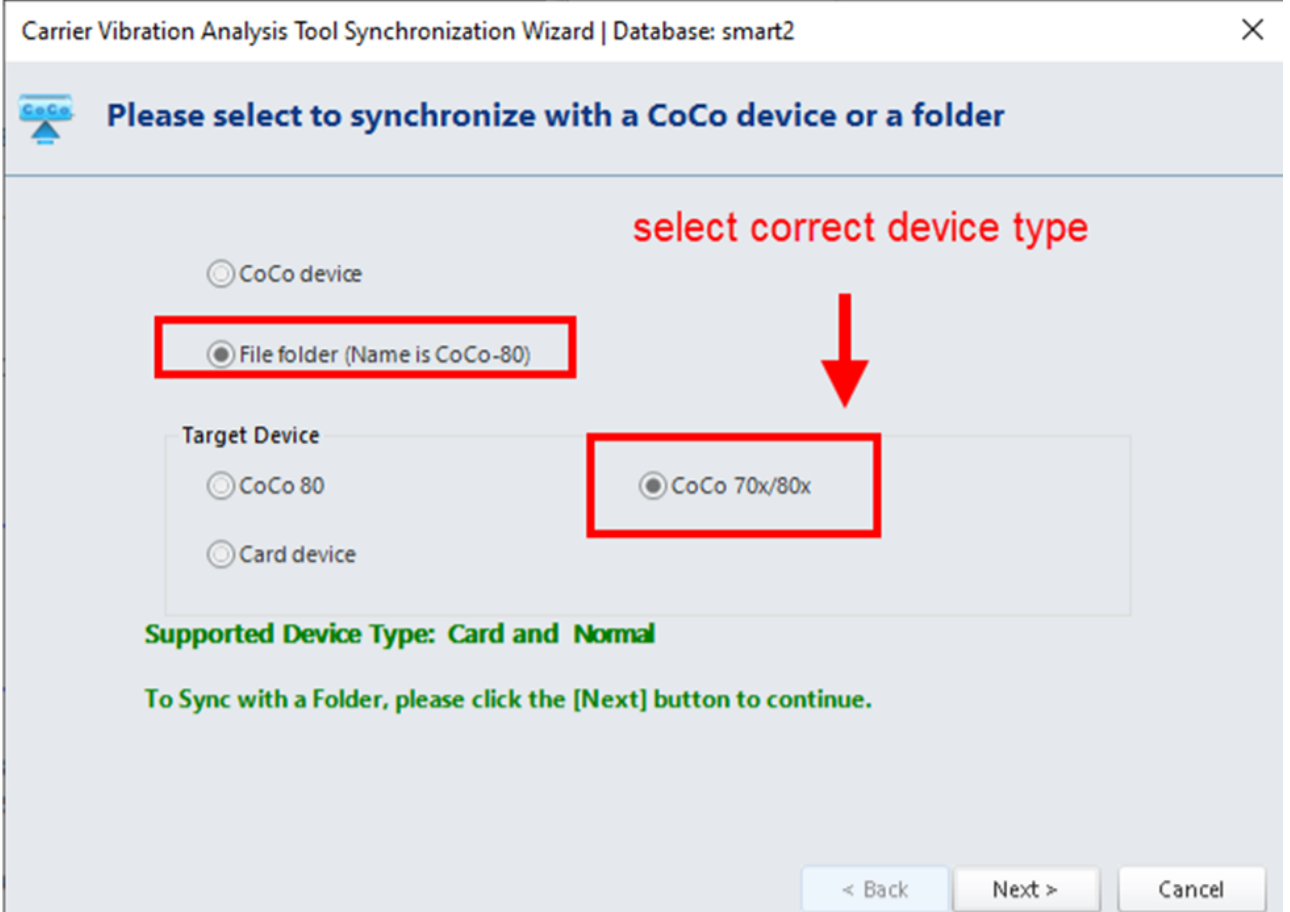 Carrier Vibration Analysis Tool Synchronization Wizard | Database: smart2
CoCo
Please select to synchronize with a CoCo device or a folder
select correct device type
CoCo device
File folder (Name is CoCo-80)
Target Device
CoCo 80
CoCo 70x/80x
Card device
Supported Device Type: Card and Normal
To Sync with a Folder, please click the [Next] button to continue.
< Back
Next >
Cancel